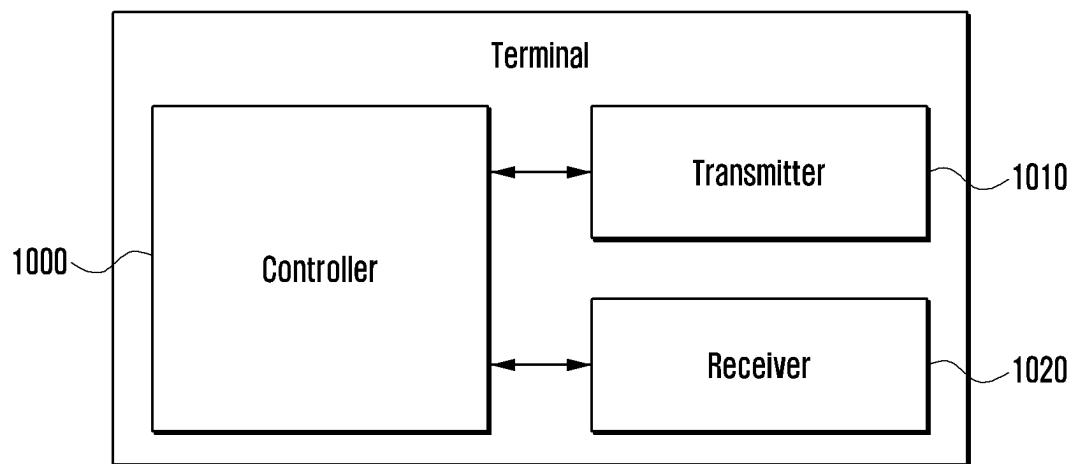 Terminal
Transmitter
1010
1000
Controller
Receiver
1020